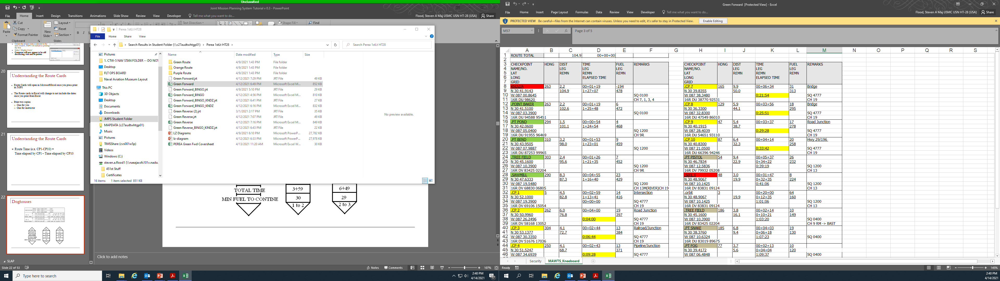 Unclassified
Joint Mission Planning System Tutorial v 0.3 - PowerPoint
File Home Insert Design Transitions Animations Slide Show Review View Developer Tell me what you want to do...
Flood, Steven A Maj USMC USN HT-28 (USA) Share
Paste
Cut
Copy
Format Painter
Clipboard
New Slide
Layout
Reset
Section
Slides
B I
Text Direction
Shape Fill
Find
next window, JMPS will default to printing the first
Select 'Display Form'
Computer will now appear to be self destructing, wait and be patient
20
Understanding the Route Cards
Route Cards will open in Microsoft Excel once you press print in JMPS
The Route cards in Excel will change to not include the dates once you print from Excel
Print two copies
One for you
One for instructor
21
Understanding the Route Cards
Route Time (e.x. CP1-CP10) =
Time elapsed by CP1 – Time elapsed by CP10
22
Doghouses
SLAP
Perea 1stLt HT28
File Home Share View
Search Results in Student Folder (\\c27audtwhtgp01) > Perea 1stLt HT28 >
Search Perea 1stLt HT28
Pictures
1. CTW-5 NAV STAN FOLDER -- DO NOT
Desktop
FLT OPS BOARD
Naval Aviation Museum Layout
This PC
3D Objects
Desktop
Documents
Downloads
JMPS Student Folder
MAPDATA (c27audtwhtgp01)
Music
Pictures
TIMSShare (cvs001w5p)
Videos
Windows (C:)
steven.a.flood1 (\\naeajaxfs101v.nadsu
451st Stuff
Certificates
Name Date modified Type Size
Green Route 4/9/2021 1:43 PM File folder
Orange Route 4/9/2021 1:43 PM File folder
Purple Route 4/9/2021 1:43 PM File folder
Green Forward.jrt 4/12/2021 7:29 PM JRT File 49 KB
Green Forward 4/12/2021 6:49 PM Microsoft Excel M... 852 KB
Green Forward_BINGO.jrt 4/9/2021 5:10 PM JRT File 29 KB
Green Forward_BINGO 4/12/2021 4:56 PM Microsoft Excel M... 810 KB
Green Forward_BINGO_KNDZ.jrt 4/12/2021 6:41 PM JRT File 27 KB
Green Forward_BINGO_KNDZ 4/12/2021 6:16 PM Microsoft Excel M... 832 KB
Green Reverse (2).jrt 3/1/2021 2:17 PM JRT File 35 KB
Green Reverse.jrt 4/12/2021 7:07 PM JRT File 49 KB
Green Reverse 4/12/2021 7:16 PM Microsoft Excel M... 849 KB
Green Reverse_BINGO_KINDZ.jrt 4/12/2021 6:43 PM JRT File 22 KB
LZ Diagrams 4/9/2021 6:10 PM Microsoft PowerP... 27,782 KB
lz-diagram 4/12/2021 6:33 PM Microsoft PowerP... 27,978 KB
PEREA Green Fwd Coversheet 4/13/2021 11:20 AM Microsoft Excel W... 30 KB
No preview available.
16 items 1 item selected 851 KB
TOTAL TIME 3+59 6+49
MIN FUEL TO CONTINE 30 29
1 to 2 2 to 3
Click to add notes
Slide 22 of 53 Notes Comments 107%
Type here to search
2:40 PM
4/14/2021
17
Green Forward [Protected View] - Excel
File Home Insert Page Layout Formulas Data Review View Developer Tell me what you want to do...
Flood, Steven A Maj USMC USN HT-28 (USA) Share
PROTECTED VIEW Be careful—files from the Internet can contain viruses. Unless you need to edit, it's safer to stay in Protected View. Enable Editing
M57 fx Page 3 of 5
A B C D E F G H I J K L M N O P Q R S
1 ROUTE TOTAL 104.9 00+00+00
2
3 CHECKPOINT HDNG DIST TIME FUEL REMARKS CHECKPOINT HDNG DIST TIME FUEL REMARKS
4 NAME/NO. LEG LEG LEG NAME/NO. LEG LEG LEG
5 LAT REMN REMN REMN LAT REMN REMN REMN
6 LONG ELAPSED TIME LONG ELAPSED TIME
7 GRID GRID
8 KNDZ/A 263 2.2 00+01+19 -194 .CP 7 165 9.9 00+06+34 31 Bridge
9 N 30 41.9143 104.9 1+27+07 478 N 30 39.8355 50.0 313
10 W 087 00.8645 SQ 0100 W 087 38.3480 0:21:54 SQ 4777
11 16R DU 98620 CH 7, 1, 3, 4 16R DU 38770 92531 CH 19
12 .POINT BAKER 263 2.2 00+01+19 6 .CP 8 129 5.9 00+03+56 18 Bridge
13 N 30 41.5100 102.6 1+25+48 472 N 30 36.3300 44.1 295
14 W 087 03.3900 SQ 0100 W 087 32.8300 0:25:51 SQ 4777
15 16R DU 94588 95451 16R DU 47549 86010 CH 19
16 .PT POND 294 1.5 00+00+54 4 .CP 9 47 5.4 00+03+37 17 Road Junction
17 N 30 42.0600 101.1 1+24+54 468 N 30 40.1915 38.7 278
18 W 087 05.0400 SQ 1200 W 087 28.4039 0:29:28 SQ 4777
19 16R DU 91955 96469 CH 9R 16R DU 54651 93110 CH 19
20 .PT BEND 310 3.2 00+01+53 9 .CP 10 87 6.4 00+04+14 20 Hwy 29/196
21 N 30 43.9505 98.0 1+23+01 459 N 30 40.8300 32.3 258
22 W 087 07.9887 SQ 1200 W 087 21.0500 0:33:42 SQ 4777
23 16R DU 87253 99965 16R DU 66396 94246 CH 19
24 .TREE FIELD 303 2.4 00+01+26 7 .PT PISTOL 54 9.4 00+05+37 26
25 N 30 45.1600 95.6 1+21+35 452 N 30 46.7834 22.9 0+34+22 232
26 W 087 10.3900 SQ 1200 W 087 12.5836 0:39:19 SQ 1200
27 16R DV 83425 02204 CH 9R 16R DV 79932 05208 CH 13
28 .SAWMILL 290 8.3 00+04+55 23 .SITE X 48 3.0 00+01+47 8
29 N 30 47.6333 87.3 1+16+40 429 N 30 48.9067 19.9 0+32+35 224
30 W 087 19.5480 SQ 1200 W 087 10.1425 0:41:06 SQ 1200
31 16R DV 68830 06805 CH 13M(RIVER)CH 19 16R DV 83831 09124 CH 13
32 .CP 1 5 4.5 00+02+59 14 Intersection .orbit 3 00+20+00 64
33 N 30 52.1000 82.8 1+13+41 416 N 30 48.9067 19.9 0+12+35 160
34 W 087 19.3900 00+00+00 SQ 4777 W 087 10.1425 1:01:06 SQ 1200
35 16R DV 69106 15054 CH 19 16R DV 83831 09124 CH 13
36 .CP 2 262 6.0 00+04+00 19 Road Junction .TREE FIELD 186 3.8 00+02+14 10
37 N 30 50.9960 76.8 397 N 30 45.1600 16.1 0+10+21 149
38 W 087 26.2496 0:04:00 SQ 4777 W 087 10.3900 1:03:20 SQ 0400
39 16R DV 58168 13052 CH 19 16R DV 83425 02204 CH 9 RM -> BAST
40 .CP 3 304 4.1 00+02+44 13 Railroad/Junction .PT SNAKE 185 6.8 00+04+03 19
41 N 30 53.1377 72.7 384 N 30 38.3760 9.4 0+06+18 130
42 W 087 30.3350 0:06:44 SQ 4777 W 087 10.6324 1:07:23 SQ 0400
43 16R DV 51676 17036 CH 19 16R DU 83019 89675
44 .CP 4 250 4.1 00+02+43 13 Pipeline/Junction .PT FOG 77 3.7 00+02+13 10
45 N 30 51.5247 68.7 371 N 30 39.4172 5.6 0+04+04 120
46 W 087 34.6939 0:09:28 SQ 4777 W 087 06.4848 1:09:37 SQ 0400
Security MAWTS_Kneeboard
Ready 145%
2:40 PM
4/14/2021